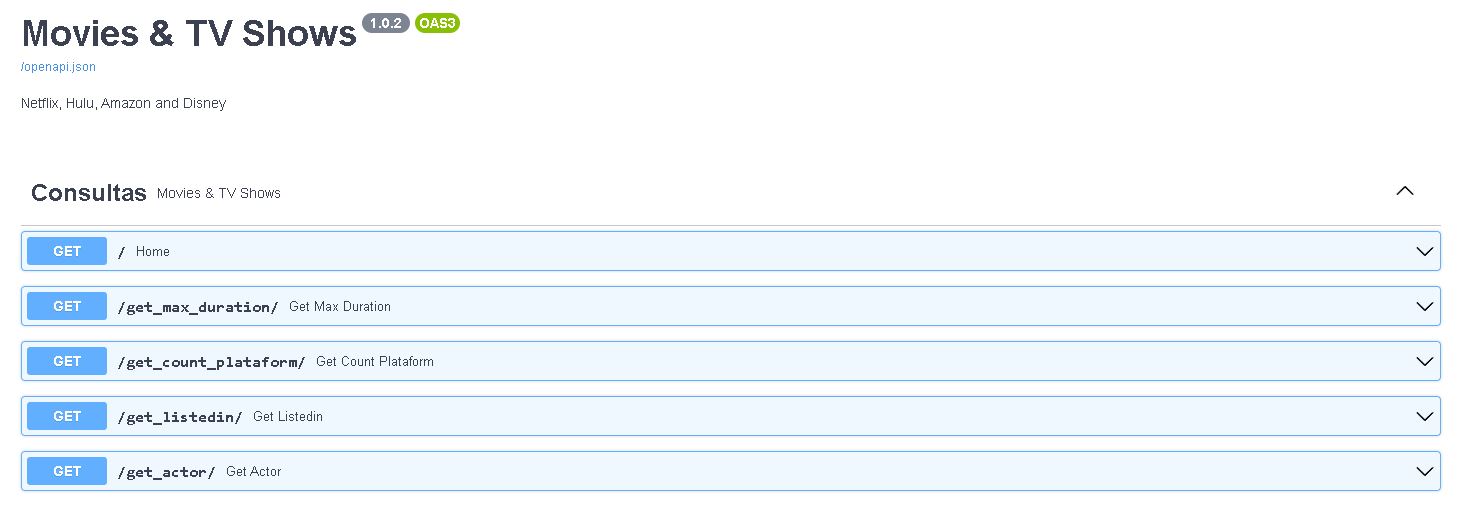 Movies & TV Shows 1.0.2 OAS3
/openapi.json
Netflix, Hulu, Amazon and Disney
Consultas Movies & TV Shows
GET / Home
GET /get_max_duration/ Get Max Duration
GET /get_count_plataform/ Get Count Plataform
GET /get_listedin/ Get Listedin
GET /get_actor/ Get Actor